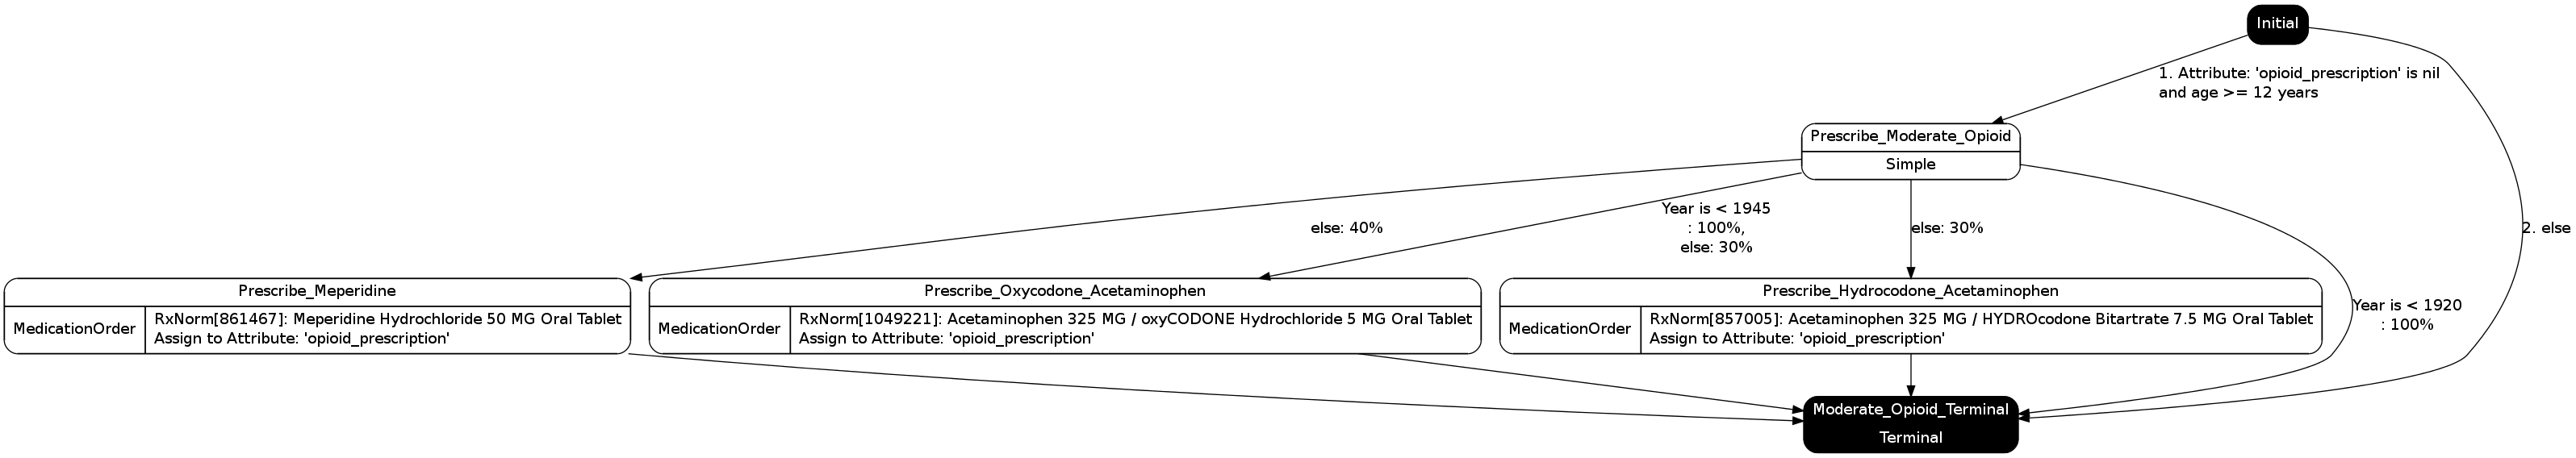 Initial
1. Attribute: 'opioid_prescription' is nil
and age >= 12 years
Prescribe_Moderate_Opioid
Simple
else: 40%
Year is < 1945
: 100%,
else: 30%
else: 30%
2. else
Prescribe_Meperidine
MedicationOrder
RxNorm[861467]: Meperidine Hydrochloride 50 MG Oral Tablet
Assign to Attribute: 'opioid_prescription'
Prescribe_Oxycodone_Acetaminophen
MedicationOrder
RxNorm[1049221]: Acetaminophen 325 MG / oxyCODONE Hydrochloride 5 MG Oral Tablet
Assign to Attribute: 'opioid_prescription'
Prescribe_Hydrocodone_Acetaminophen
MedicationOrder
RxNorm[857005]: Acetaminophen 325 MG / HYDROcodone Bitartrate 7.5 MG Oral Tablet
Assign to Attribute: 'opioid_prescription'
Year is < 1920
: 100%
Moderate_Opioid_Terminal
Terminal